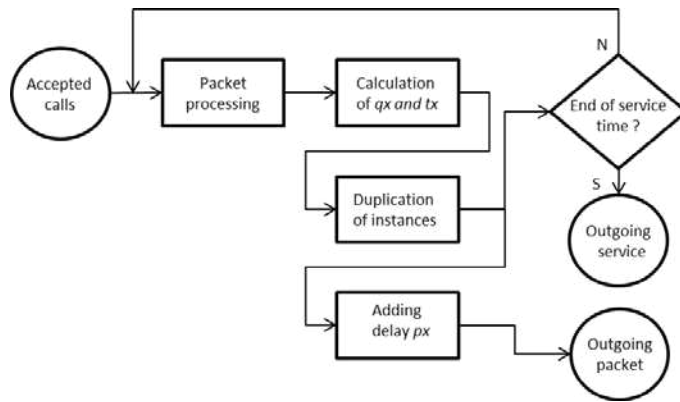 N
Accepted
calls
Packet
processing
Calculation
of qx and tx
End of service
time ?
S
Duplication
of instances
Outgoing
service
Adding
delay px
Outgoing
packet